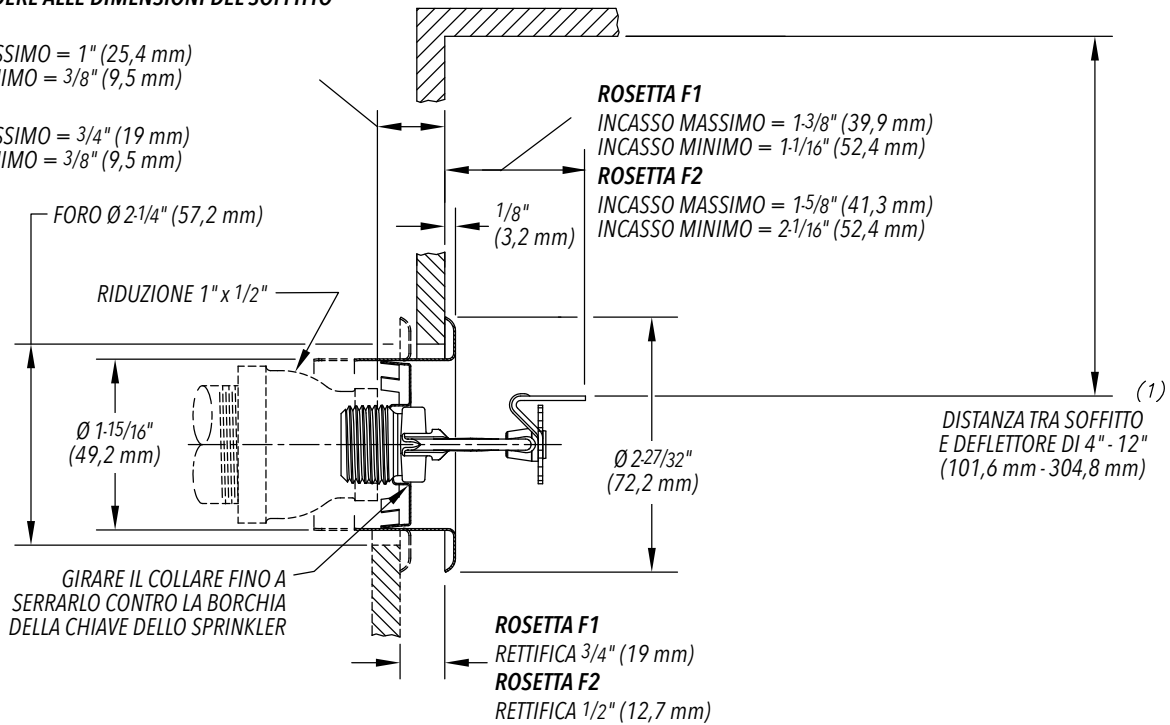 ALLE DIMENSIONI DEL SOFFITTO
= 1" (25,4 mm)
= 3/8" (9,5 mm)
= 3/4" (19 mm)
= 3/8" (9,5 mm)
FORO Ø 2-1/4" (57,2 mm)
RIDUZIONE 1" x 1/2"
Ø 1-15/16"
(49,2 mm)
GIRARE IL COLLARE FINO A
SERRARLO CONTRO LA BORCHIA
DELLA CHIAVE DELLO SPRINKLER
1/8"
(3,2 mm)
ROSETTA F1
INCASSO MASSIMO = 1-3/8" (39,9 mm)
INCASSO MINIMO = 1-1/16" (52,4 mm)
ROSETTA F2
INCASSO MASSIMO = 1-5/8" (41,3 mm)
INCASSO MINIMO = 2-1/16" (52,4 mm)
Ø 2-27/32"
(72,2 mm)
(1)
DISTANZA TRA SOFFITTO
E DEFLETTORE DI 4" - 12"
(101,6 mm - 304,8 mm)
ROSETTA F1
RETTIFICA 3/4" (19 mm)
ROSETTA F2
RETTIFICA 1/2" (12,7 mm)